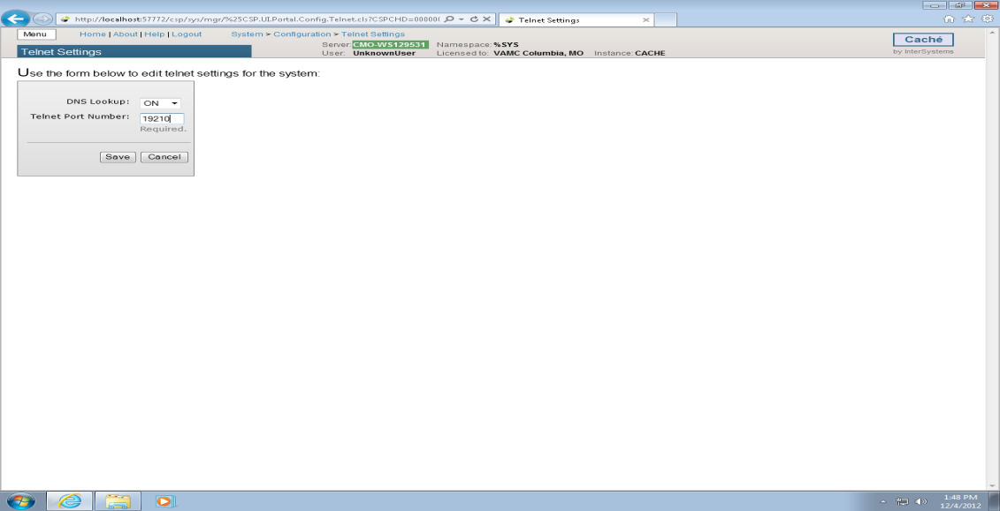 http://localhost:57772/csp/sys/mgr/%25CSP.UI.Portal.Config.Telnet.cls?CSPCHD=00000(
Telnet Settings
Menu Home | About | Help | Logout System > Configuration > Telnet Settings
Server: CMO-WS129531 Namespace: %SYS
User: UnknownUser Licensed to: VAMC Columbia, MO Instance: CACHE
Caché
by InterSystems
Telnet Settings
Use the form below to edit telnet settings for the system:
DNS Lookup: ON
Telnet Port Number: 19210
Required.
Save Cancel
1:48 PM
12/4/2012